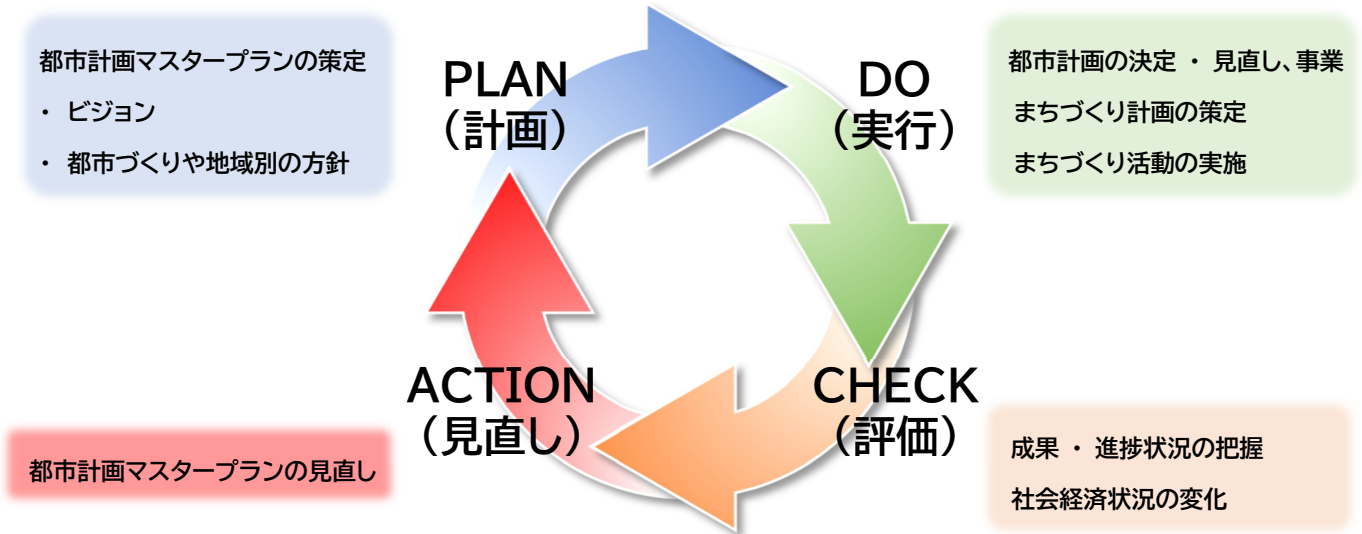 都市計画マスタープランの策定
・ ビジョン
・ 都市づくりや地域別の方針
PLAN
（計画）
DO
（実行）
都市計画の決定 ・ 見直し、事業
まちづくり計画の策定
まちづくり活動の実施
ACTION
（見直し）
都市計画マスタープランの見直し
CHECK
（評価）
成果 ・ 進捗状況の把握
社会経済状況の変化